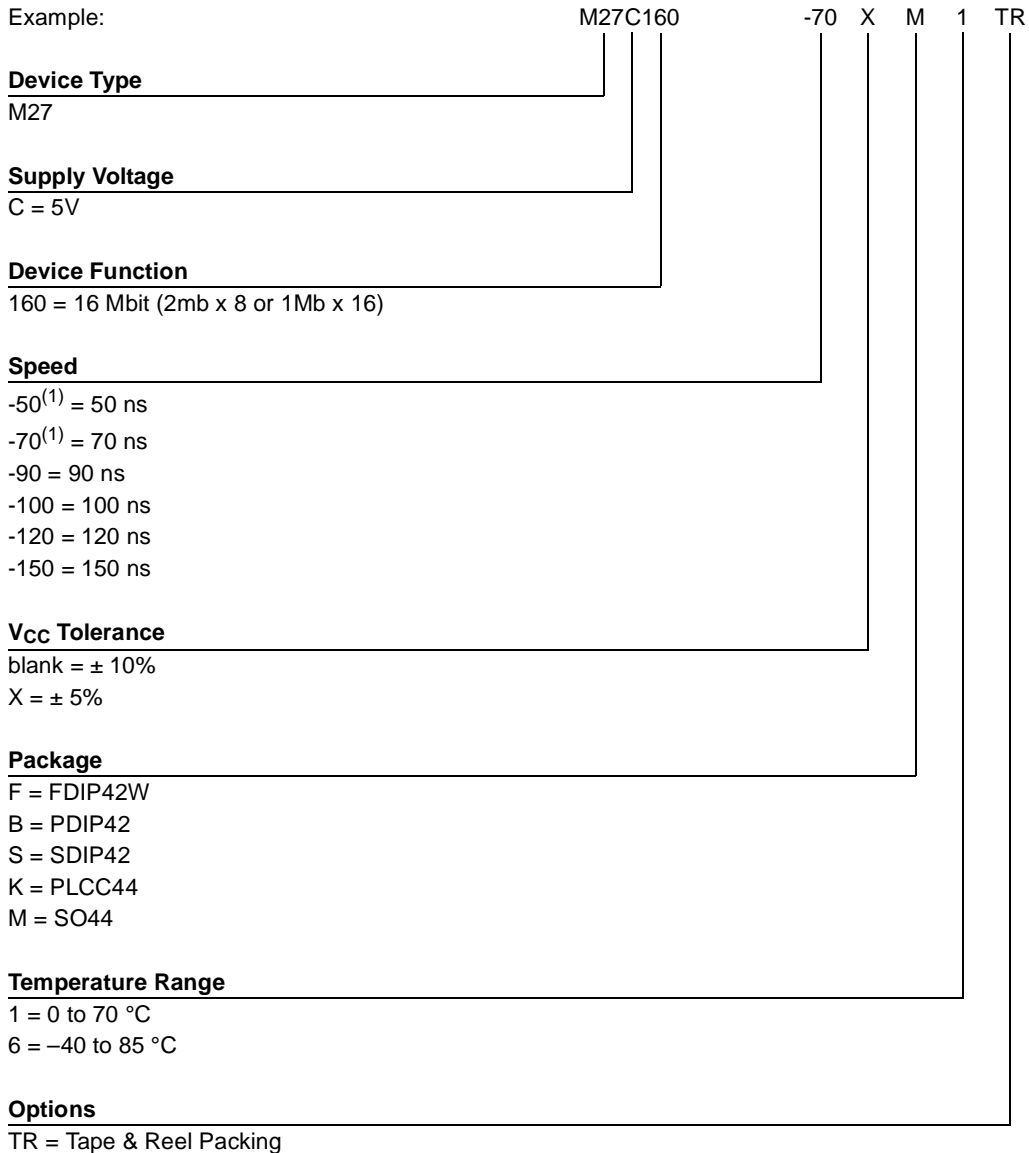 Example: M27C160 -70 X M 1 TR
Device Type
M27
Supply Voltage
C = 5V
Device Function
160 = 16 Mbit (2mb x 8 or 1Mb x 16)
Speed
-50(1) = 50 ns
-70(1) = 70 ns
-90 = 90 ns
-100 = 100 ns
-120 = 120 ns
-150 = 150 ns
VCC Tolerance
blank = ± 10%
X = ± 5%
Package
F = FDIP42W
B = PDIP42
S = SDIP42
K = PLCC44
M = SO44
Temperature Range
1 = 0 to 70 °C
6 = –40 to 85 °C
Options
TR = Tape & Reel Packing